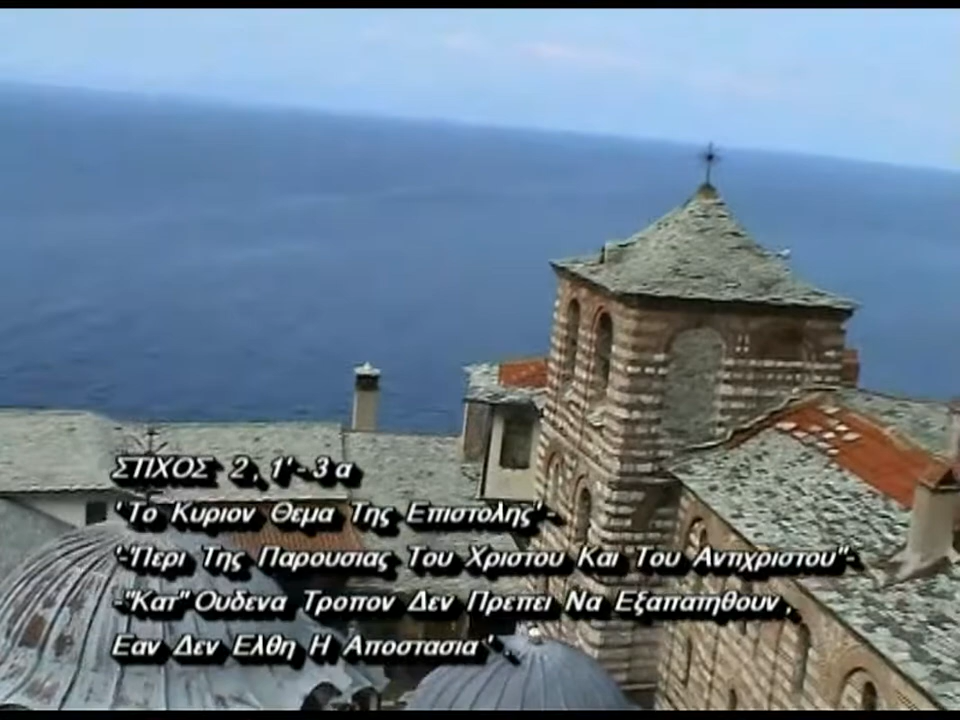 ΣΤΙΧΟΣ 2, 1'-3α
'Το Κυριον Θεμα Της Επιστολης'-
'-'Περι Της Παρουσιας Του Χριστου Και Του Αντιχριστου"-
-"Κατ" Ουδενα Τροπον Δεν Πρεπει Να Εξαπατηθουν,
Εαν Δεν Ελθη Η Αποστασια'.